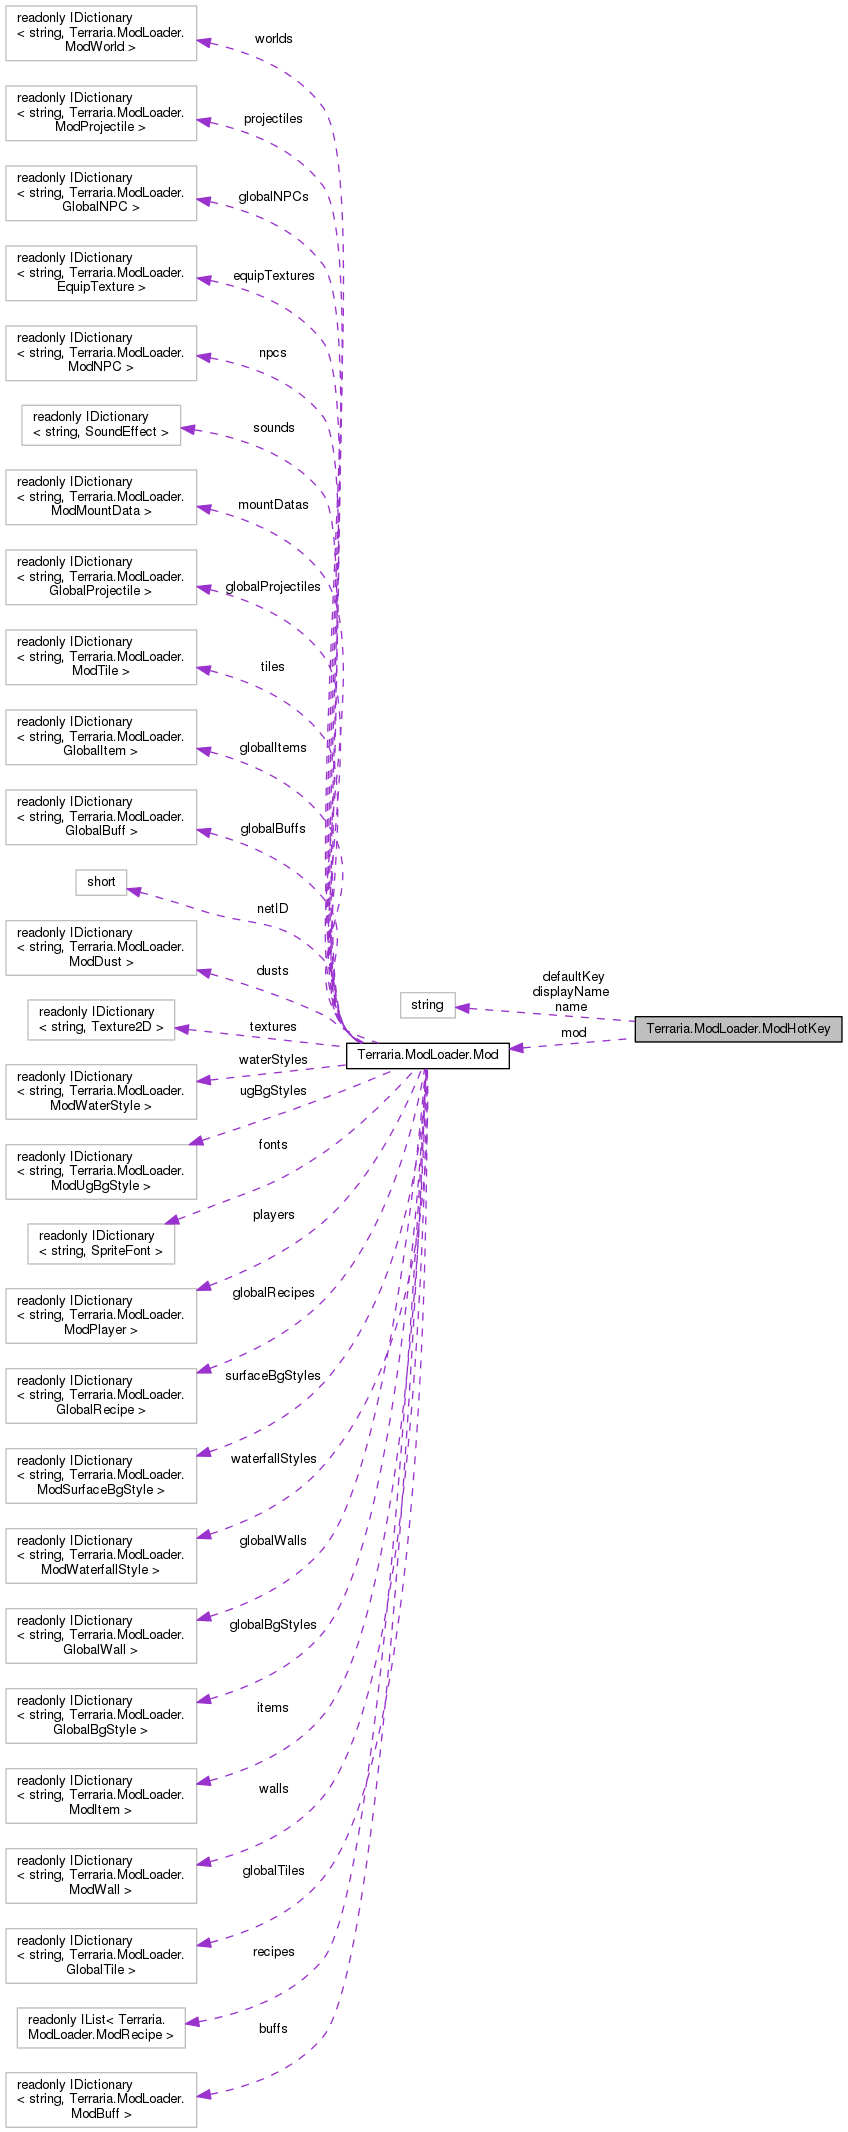 readonly IDictionary
< string, Terraria.ModLoader.
ModWorld >
worlds
readonly IDictionary
< string, Terraria.ModLoader.
ModProjectile >
projectiles
readonly IDictionary
< string, Terraria.ModLoader.
GlobalNPC >
globalNPCs
readonly IDictionary
< string, Terraria.ModLoader.
EquipTexture >
equipTextures
readonly IDictionary
< string, Terraria.ModLoader.
ModNPC >
npcs
readonly IDictionary
< string, SoundEffect >
sounds
readonly IDictionary
< string, Terraria.ModLoader.
ModMountData >
mountDatas
readonly IDictionary
< string, Terraria.ModLoader.
GlobalProjectile >
globalProjectiles
readonly IDictionary
< string, Terraria.ModLoader.
ModTile >
tiles
readonly IDictionary
< string, Terraria.ModLoader.
GlobalItem >
globalItems
readonly IDictionary
< string, Terraria.ModLoader.
GlobalBuff >
globalBuffs
short
netID
readonly IDictionary
< string, Terraria.ModLoader.
ModDust >
dusts
readonly IDictionary
< string, Texture2D >
textures
string
defaultKey
displayName
name
Terraria.ModLoader.ModHotKey
mod
Terraria.ModLoader.Mod
readonly IDictionary
< string, Terraria.ModLoader.
ModWaterStyle >
waterStyles
readonly IDictionary
< string, Terraria.ModLoader.
ModUgBgStyle >
ugBgStyles
readonly IDictionary
< string, SpriteFont >
fonts
readonly IDictionary
< string, Terraria.ModLoader.
ModPlayer >
players
readonly IDictionary
< string, Terraria.ModLoader.
GlobalRecipe >
globalRecipes
readonly IDictionary
< string, Terraria.ModLoader.
ModSurfaceBgStyle >
surfaceBgStyles
readonly IDictionary
< string, Terraria.ModLoader.
ModWaterfallStyle >
waterfallStyles
readonly IDictionary
< string, Terraria.ModLoader.
GlobalWall >
globalWalls
readonly IDictionary
< string, Terraria.ModLoader.
GlobalBgStyle >
globalBgStyles
readonly IDictionary
< string, Terraria.ModLoader.
ModItem >
items
readonly IDictionary
< string, Terraria.ModLoader.
ModWall >
walls
readonly IDictionary
< string, Terraria.ModLoader.
GlobalTile >
globalTiles
readonly IList< Terraria.
ModLoader.ModRecipe >
recipes
readonly IDictionary
< string, Terraria.ModLoader.
ModBuff >
buffs